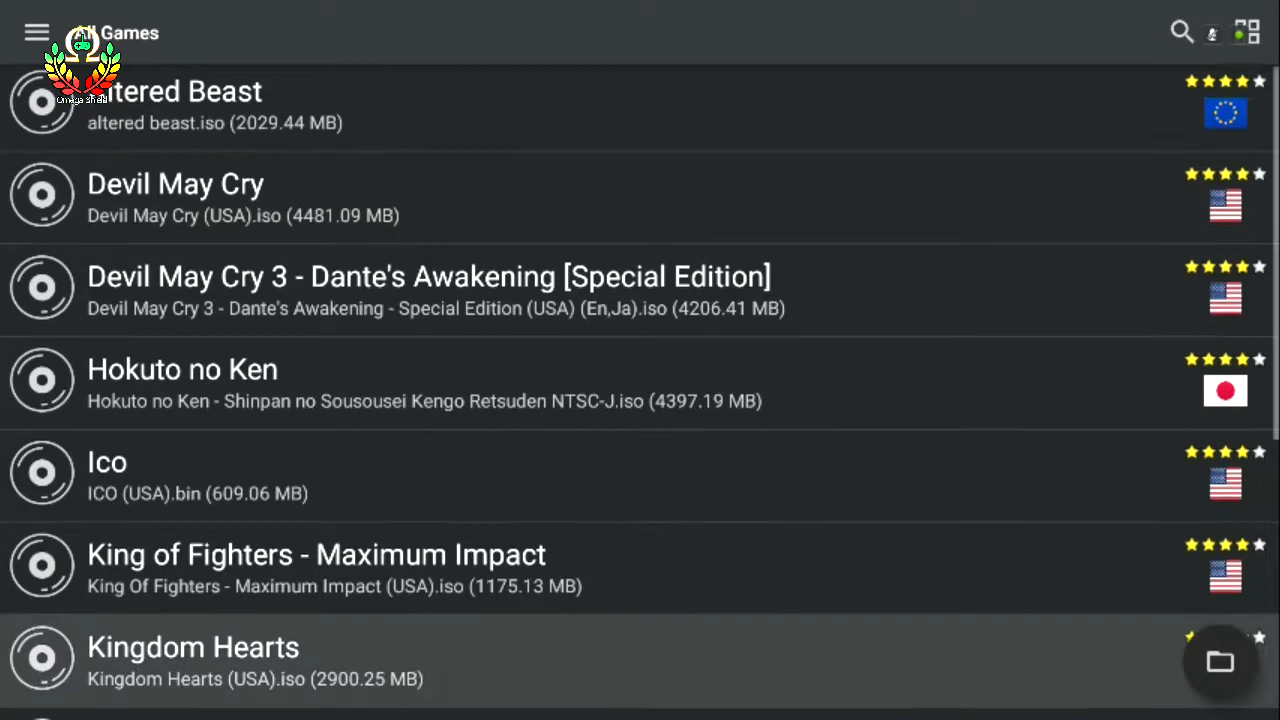 All Games
Omega Shield
Altered Beast
altered beast.iso (2029.44 MB)
Devil May Cry
Devil May Cry (USA).iso (4481.09 MB)
Devil May Cry 3 - Dante's Awakening [Special Edition]
Devil May Cry 3 - Dante's Awakening - Special Edition (USA) (En,Ja).iso (4206.41 MB)
Hokuto no Ken
Hokuto no Ken - Shinpan no Sousousei Kengo Retsuden NTSC-J.iso (4397.19 MB)
Ico
ICO (USA).bin (609.06 MB)
King of Fighters - Maximum Impact
King Of Fighters - Maximum Impact (USA).iso (1175.13 MB)
Kingdom Hearts
Kingdom Hearts (USA).iso (2900.25 MB)